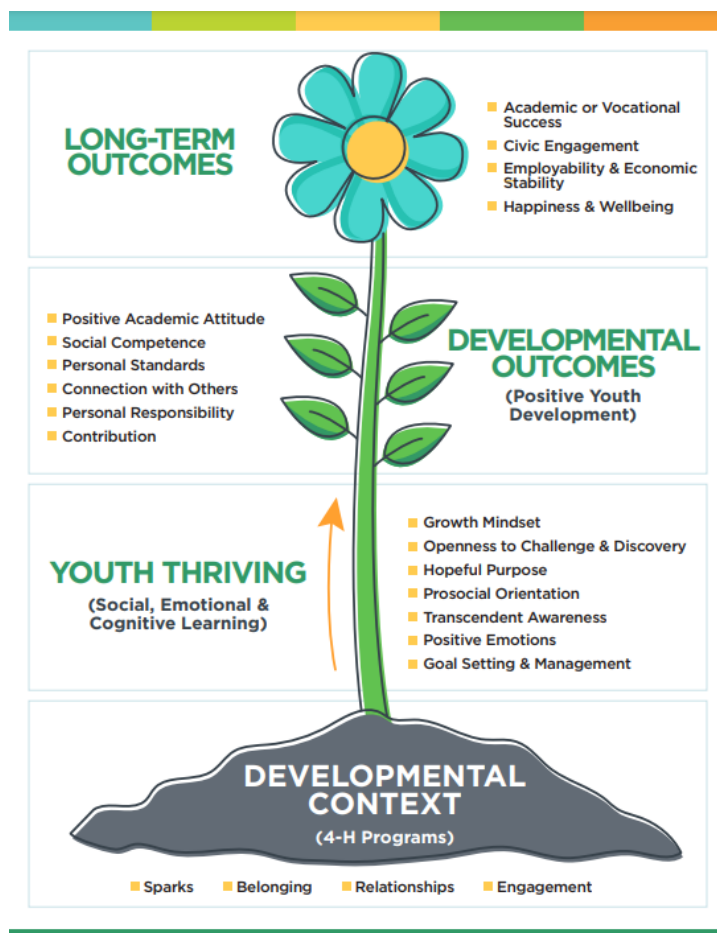 LONG-TERM
OUTCOMES
Academic or Vocational
Success
Civic Engagement
Employability & Economic
Stability
Happiness & Wellbeing
Positive Academic Attitude
Social Competence
Personal Standards
Connection with Others
Personal Responsibility
Contribution
DEVELOPMENTAL
OUTCOMES
(Positive Youth
Development)
YOUTH THRIVING
(Social, Emotional &
Cognitive Learning)
Growth Mindset
Openness to Challenge & Discovery
Hopeful Purpose
Prosocial Orientation
Transcendent Awareness
Positive Emotions
Goal Setting & Management
DEVELOPMENTAL
CONTEXT
(4-H Programs)
Sparks Belonging Relationships Engagement